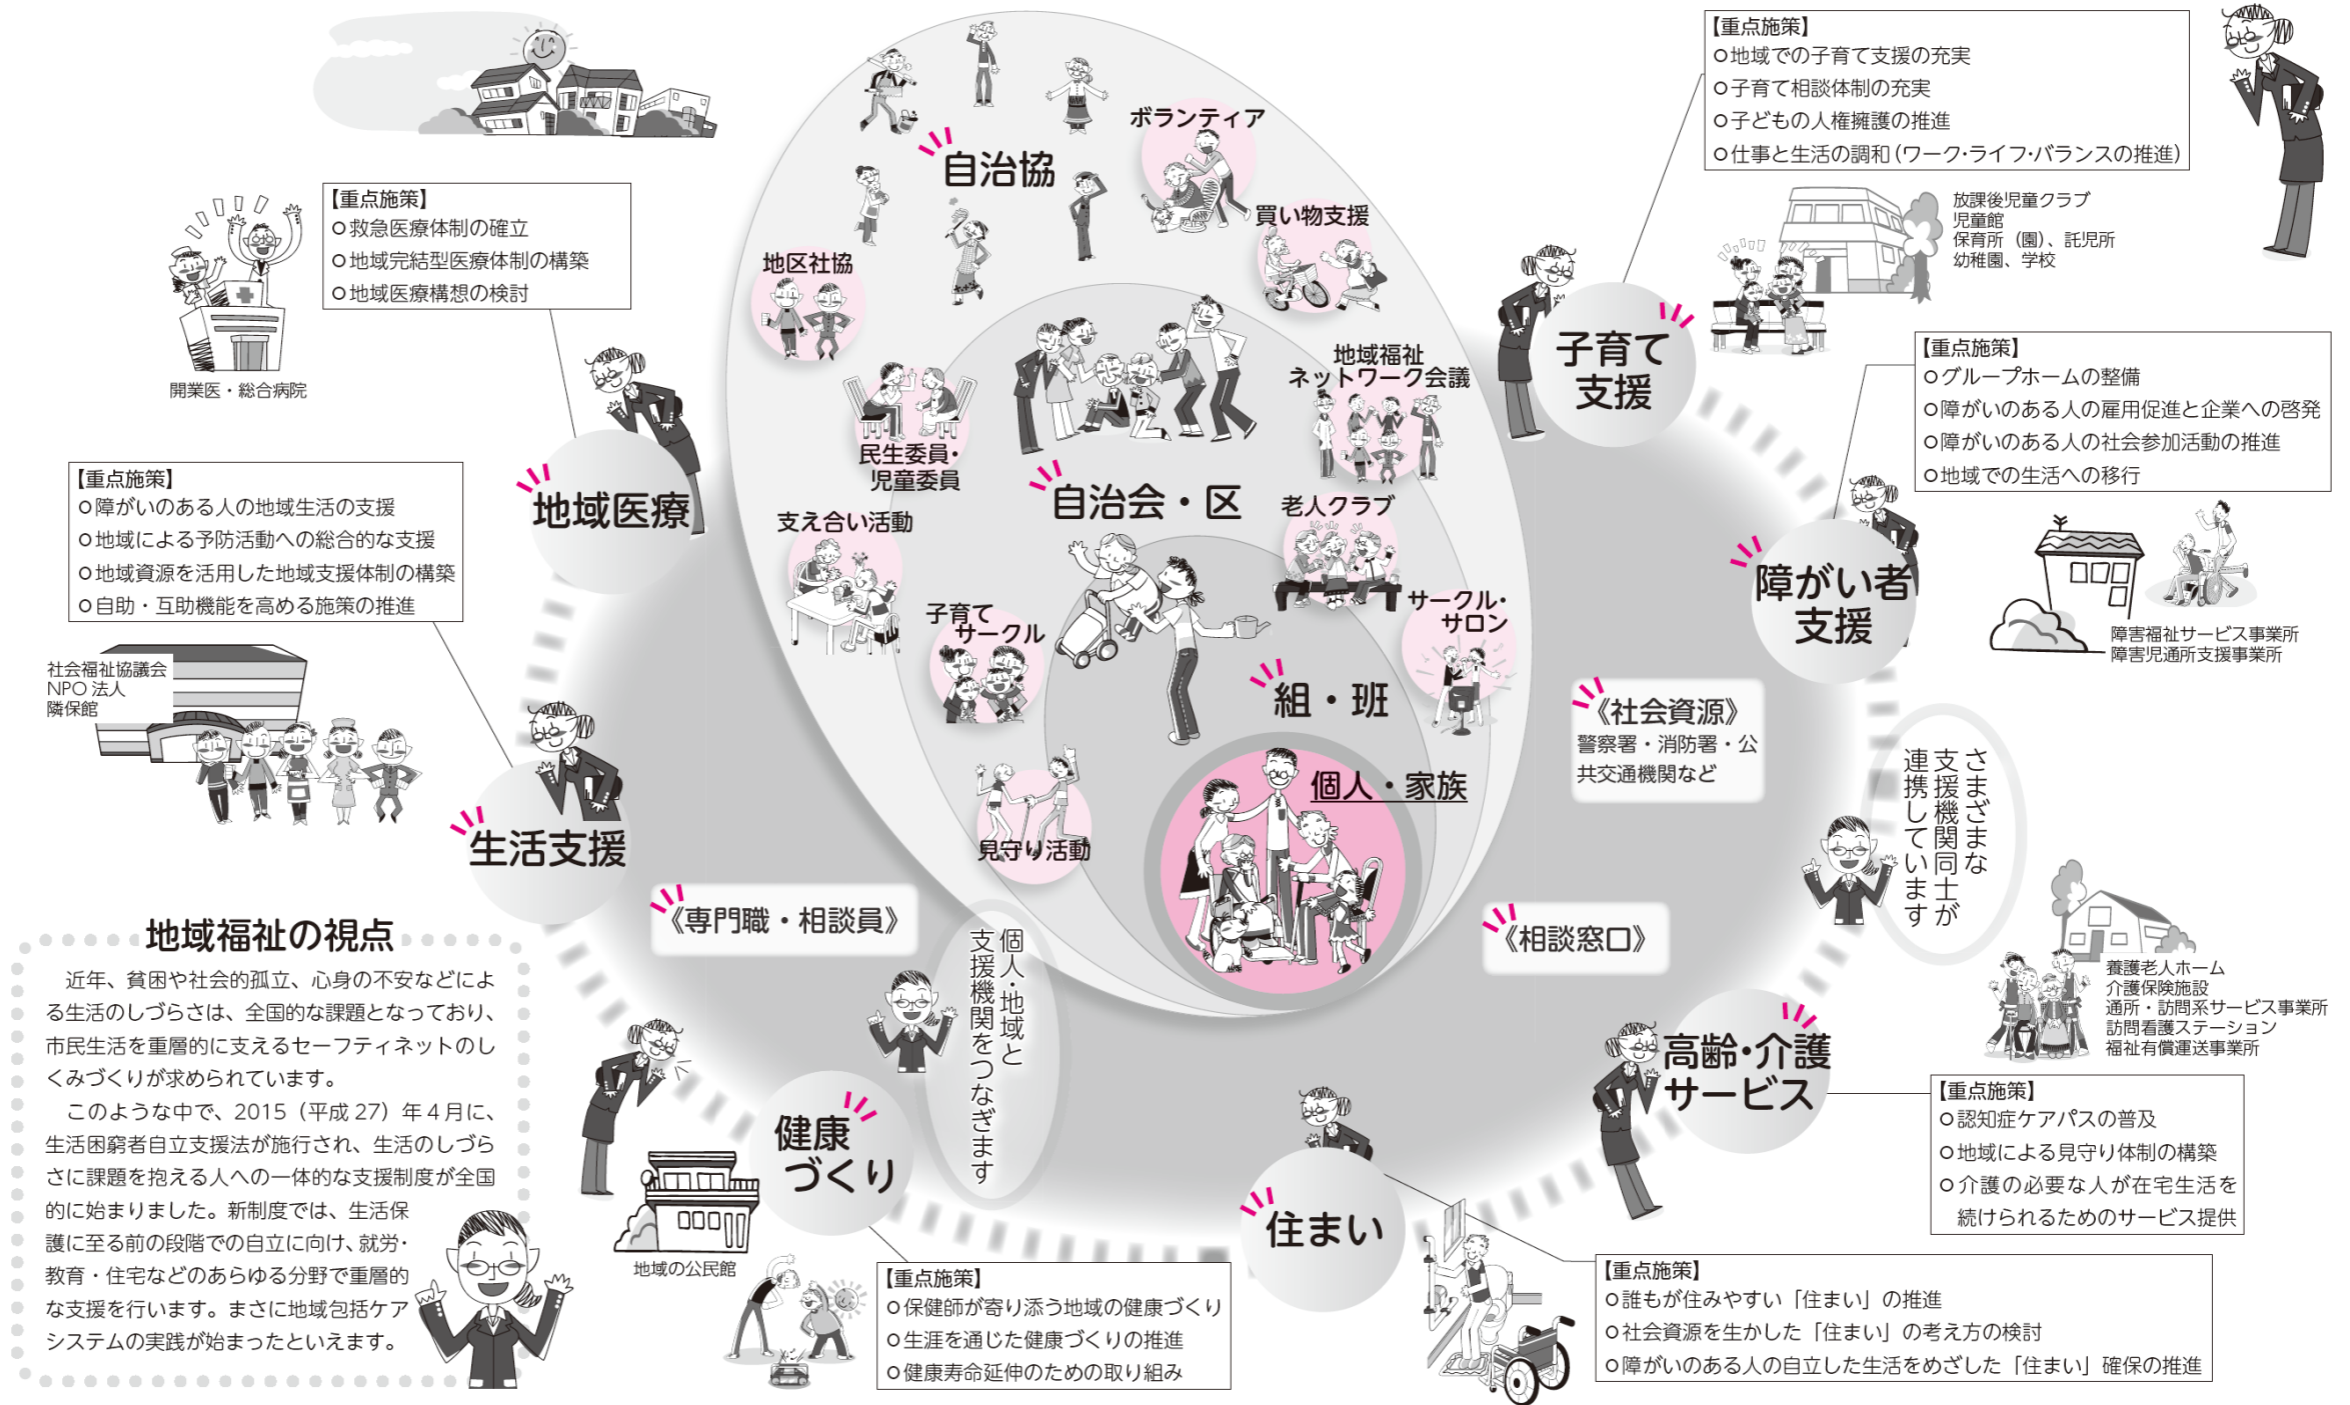 【重点施策】
○地域での子育て支援の充実
○子育て相談体制の充実
○子どもの人権擁護の推進
○仕事と生活の調和(ワーク・ライフ・バランスの推進)
放課後児童クラブ
児童館
保育所（園）、託児所
幼稚園、学校
子育て
支援
【重点施策】
○救急医療体制の確立
○地域完結型医療体制の構築
○地域医療構想の検討
開業医・総合病院
地域医療
自治協
ボランティア
買い物支援
地区社協
地域福祉
ネットワーク会議
民生委員・
児童委員
自治会・区
老人クラブ
支え合い活動
子育て
サークル
サークル・
サロン
組・班
個人・家族
見守り活動
【重点施策】
○グループホームの整備
○障がいのある人の雇用促進と企業への啓発
○障がいのある人の社会参加活動の推進
○地域での生活への移行
障がい者
支援
障害福祉サービス事業所
障害児通所支援事業所
【重点施策】
○障がいのある人の地域生活の支援
○地域による予防活動への総合的な支援
○地域資源を活用した地域支援体制の構築
○自助・互助機能を高める施策の推進
社会福祉協議会
NPO 法人
隣保館
生活支援
《社会資源》
警察署・消防署・公
共交通機関など
さまざまな
支援機関同士が
連携しています
《専門職・相談員》
《相談窓口》
個人・地域と
支援機関をつなぎます
養護老人ホーム
介護保険施設
通所・訪問系サービス事業所
訪問看護ステーション
福祉有償運送事業所
高齢・介護
サービス
【重点施策】
○認知症ケアパスの普及
○地域による見守り体制の構築
○介護の必要な人が在宅生活を
続けられるためのサービス提供
健康
づくり
地域の公民館
【重点施策】
○保健師が寄り添う地域の健康づくり
○生涯を通じた健康づくりの推進
○健康寿命延伸のための取り組み
住まい
【重点施策】
○誰もが住みやすい「住まい」の推進
○社会資源を生かした「住まい」の考え方の検討
○障がいのある人の自立した生活をめざした「住まい」確保の推進
地域福祉の視点
近年、貧困や社会的孤立、心身の不安などによ
る生活のしづらさは、全国的な課題となっており、
市民生活を重層的に支えるセーフティネットのし
くみづくりが求められています。
このような中で、2015（平成 27）年 4 月に、
生活困窮者自立支援法が施行され、生活のしづら
さに課題を抱える人への一体的な支援制度が全国
的に始まりました。新制度では、生活保
護に至る前の段階での自立に向け、就労・
教育・住宅などのあらゆる分野で重層的
な支援を行います。まさに地域包括ケア
システムの実践が始まったといえます。